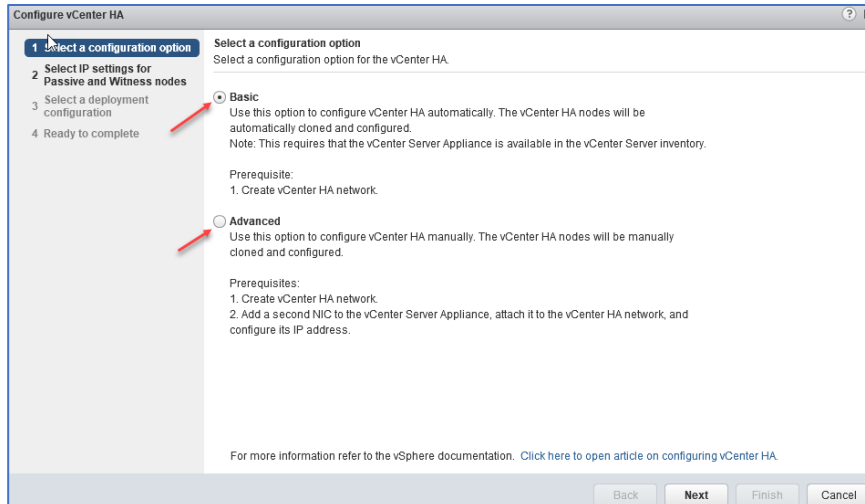 Configure vCenter HA
?
1 Select a configuration option
2 Select IP settings for
Passive and Witness nodes
3 Select a deployment
configuration
4 Ready to complete
Select a configuration option
Select a configuration option for the vCenter HA.
Basic
Use this option to configure vCenter HA automatically. The vCenter HA nodes will be
automatically cloned and configured.
Note: This requires that the vCenter Server Appliance is available in the vCenter Server inventory.
Prerequisite:
1. Create vCenter HA network.
Advanced
Use this option to configure vCenter HA manually. The vCenter HA nodes will be manually
cloned and configured.
Prerequisites:
1. Create vCenter HA network.
2. Add a second NIC to the vCenter Server Appliance, attach it to the vCenter HA network, and
configure its IP address.
For more information refer to the vSphere documentation. Click here to open article on configuring vCenter HA.
Back Next Finish Cancel